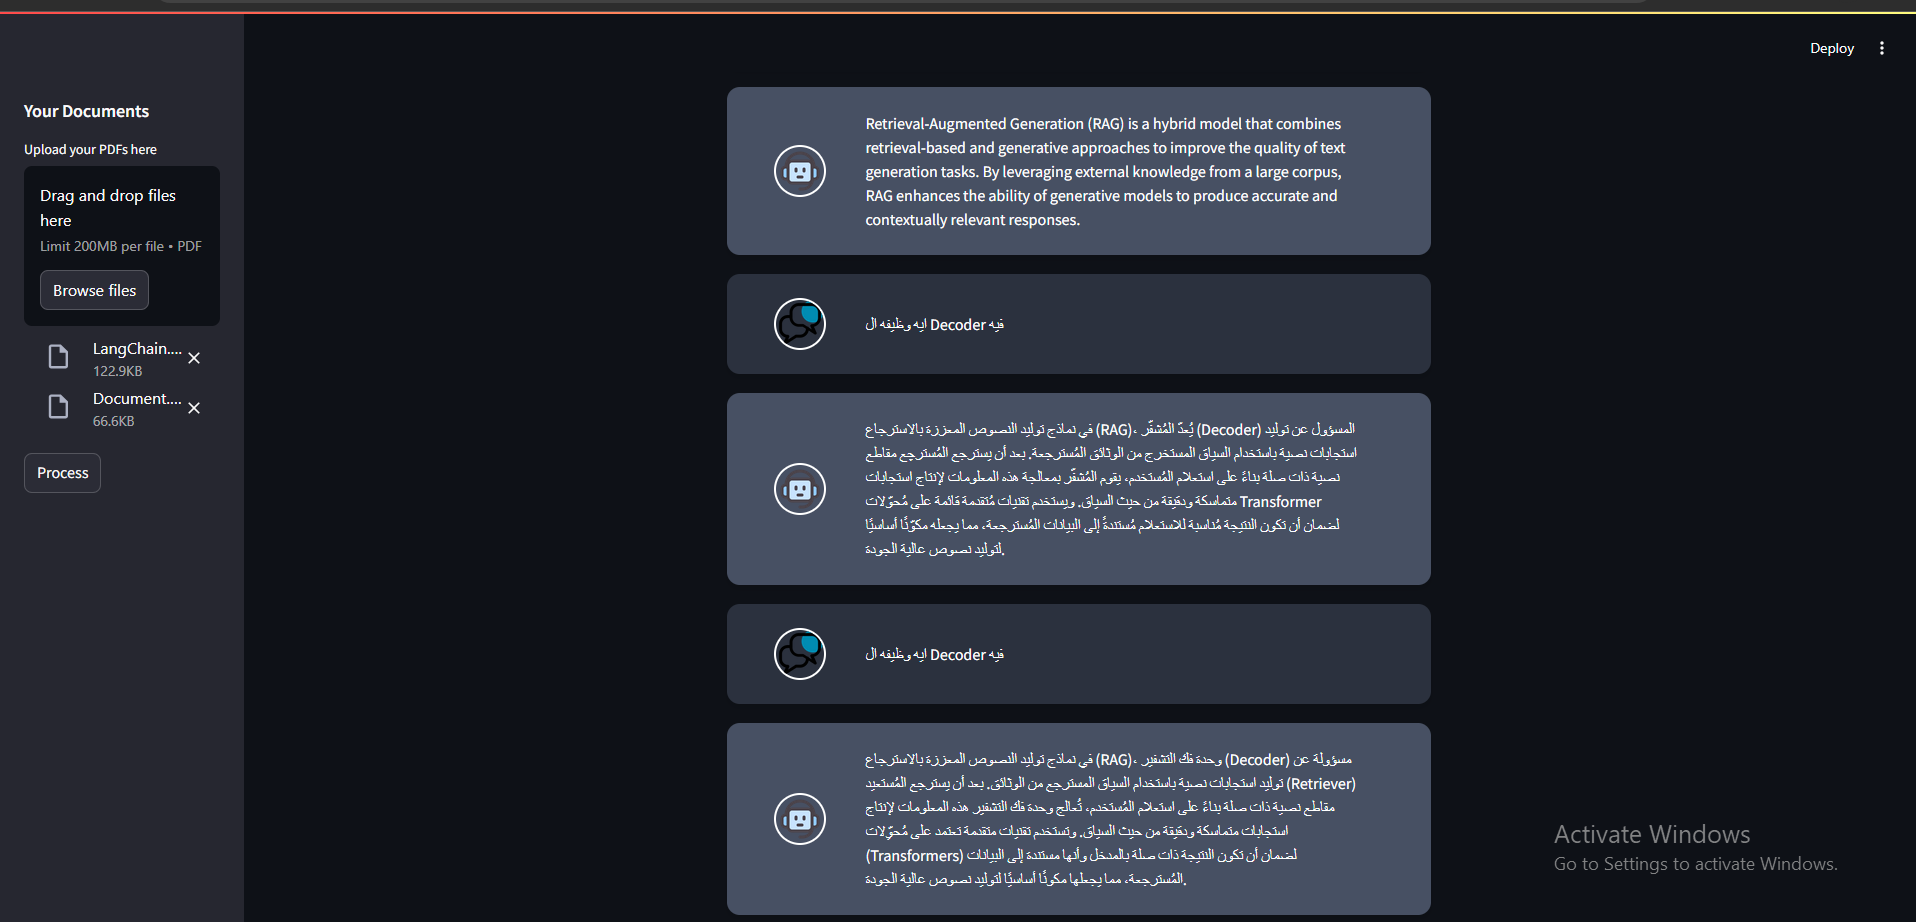 Deploy
Your Documents
Upload your PDFs here
Drag and drop files
here
Limit 200MB per file • PDF
Browse files
LangChain....
122.9KB
Document....
66.6KB
Process
Retrieval-Augmented Generation (RAG) is a hybrid model that combines
retrieval-based and generative approaches to improve the quality of text
generation tasks. By leveraging external knowledge from a large corpus,
RAG enhances the ability of generative models to produce accurate and
contextually relevant responses.
ايه وظيفه ال Decoder فيه
في نماذج توليد النصوص المعززة بالاسترجاع (RAG)، يُعدّ المُشفّر (Decoder) المسؤول عن توليد
استجابات نصية باستخدام السياق المستخرج من الوثائق المُسترجعة. بعد أن يسترجع المُسترجِع مقاطع
نصية ذات صلة بناءً على استعلام المُستخدم، يقوم المُشفّر بمعالجة هذه المعلومات لإنتاج استجابات
متماسكة ودقيقة من حيث السياق. ويستخدم تقنيات مُتقدمة قائمة على مُحوّلات Transformer
لضمان أن تكون النتيجة مُناسبة للاستعلام مُستندةً إلى البيانات المُسترجعة، مما يجعله مكوّنًا أساسيًا
لتوليد نصوص عالية الجودة.
ايه وظيفه ال Decoder فيه
في نماذج توليد النصوص المعززة بالاسترجاع (RAG)، وحدة فك التشفير (Decoder) مسؤولة عن
توليد استجابات نصية باستخدام السياق المسترجع من الوثائق. بعد أن يسترجع المُستعيد (Retriever)
مقاطع نصية ذات صلة بناءً على استعلام المُستخدم، تُعالج وحدة فك التشفير هذه المعلومات لإنتاج
استجابات متماسكة ودقيقة من حيث السياق. وتستخدم تقنيات متقدمة تعتمد على مُحوّلات
(Transformers) لضمان أن تكون النتيجة ذات صلة بالمدخل وأنها مستندة إلى البيانات
المُسترجعة، مما يجعلها مكونًا أساسيًا لتوليد نصوص عالية الجودة.
Activate Windows
Go to Settings to activate Windows.